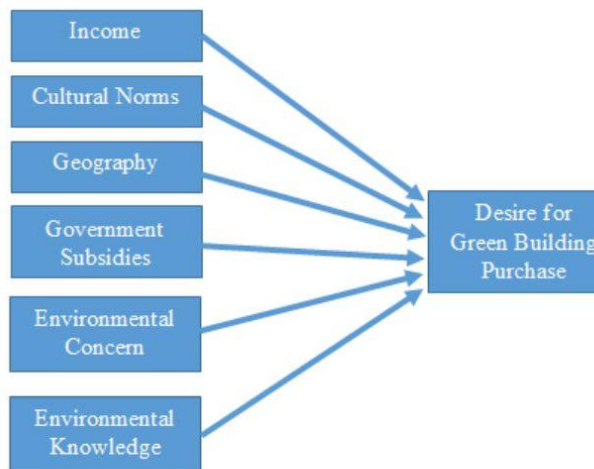 Income
Cultural Norms
Geography
Government
Subsidies
Environmental
Concern
Environmental
Knowledge
Desire for
Green Building
Purchase